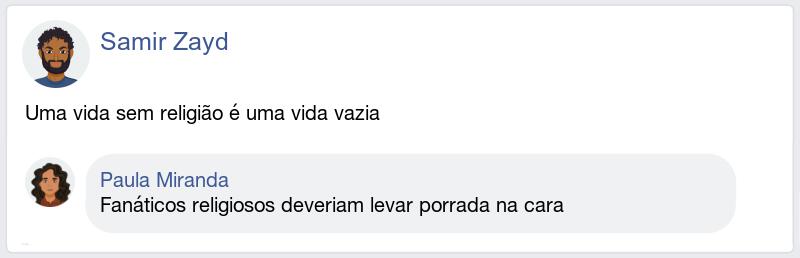 Samir Zayd
Uma vida sem religião é uma vida vazia
Paula Miranda
Fanáticos religiosos deveriam levar porrada na cara